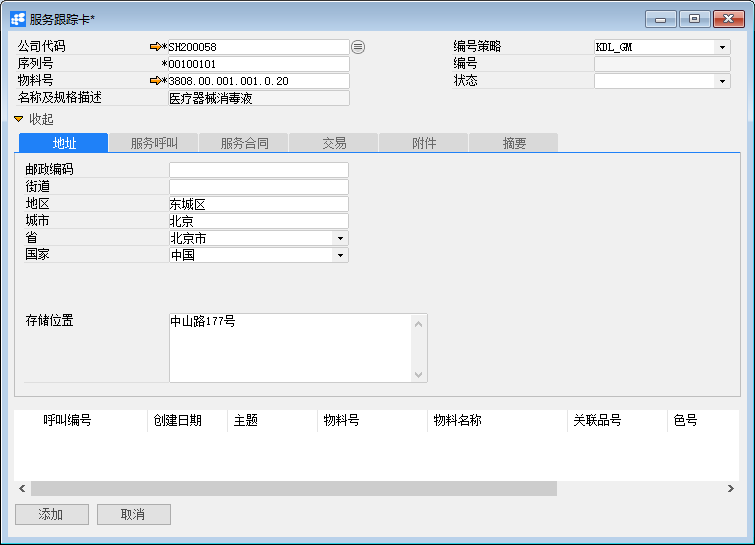 服务跟踪卡*
公司代码 *SH200058 编号策略 KDL_GM
序列号 *00100101 编号
物料号 *3808.00.001.001.0.20 状态
名称及规格描述 医疗器械消毒液
收起
地址 服务呼叫 服务合同 交易 附件 摘要
邮政编码
街道
地区 东城区
城市 北京
省 北京市
国家 中国
存储位置 中山路177号
呼叫编号 创建日期 主题 物料号 物料名称 关联品号 色号
添加 取消